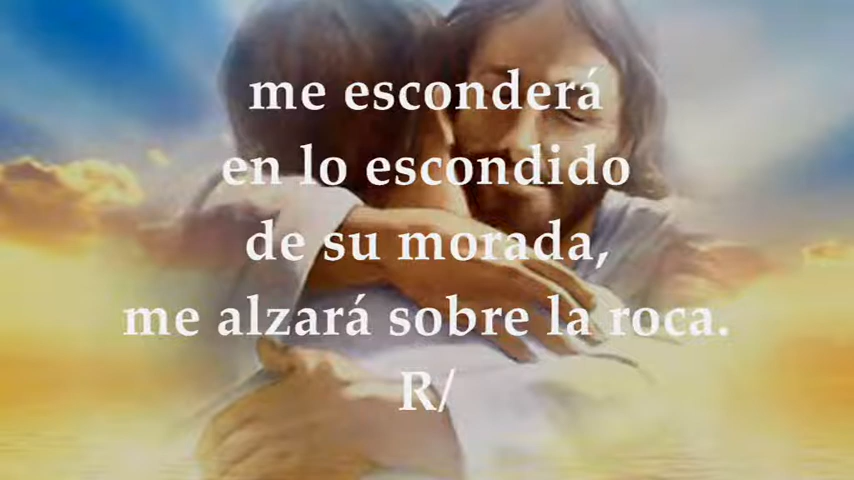 me esconderá
en lo escondido
de su morada,
me alzará sobre la roca.
R/